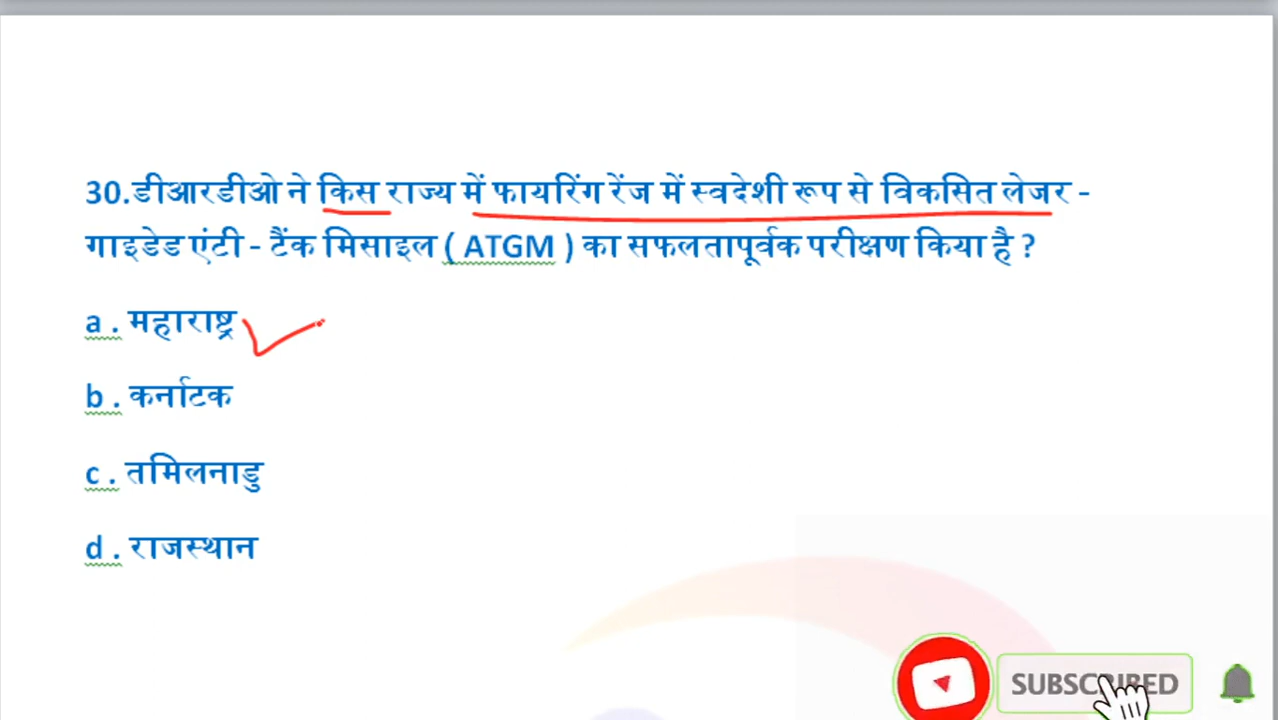 30.डीआरडीओ ने किस राज्य में फायरिंग रेंज में स्वदेशी रूप से विकसित लेजर -
गाइडेड एंटी - टैंक मिसाइल ( ATGM ) का सफलतापूर्वक परीक्षण किया है ?
a . महाराष्ट्र
b . कर्नाटक
c . तमिलनाडु
d . राजस्थान
SUBSCRIBED